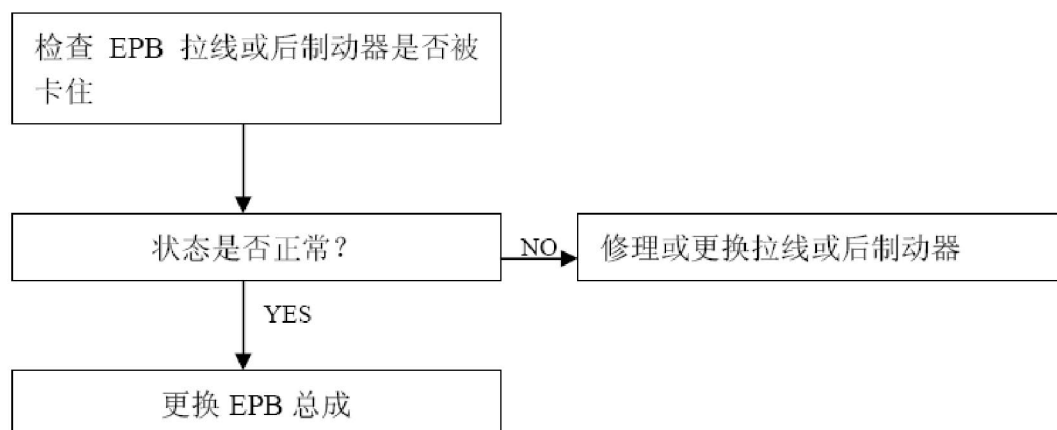 检查 EPB 拉线或后制动器是否被
卡住
状态是否正常？
NO
修理或更换拉线或后制动器
YES
更换 EPB 总成